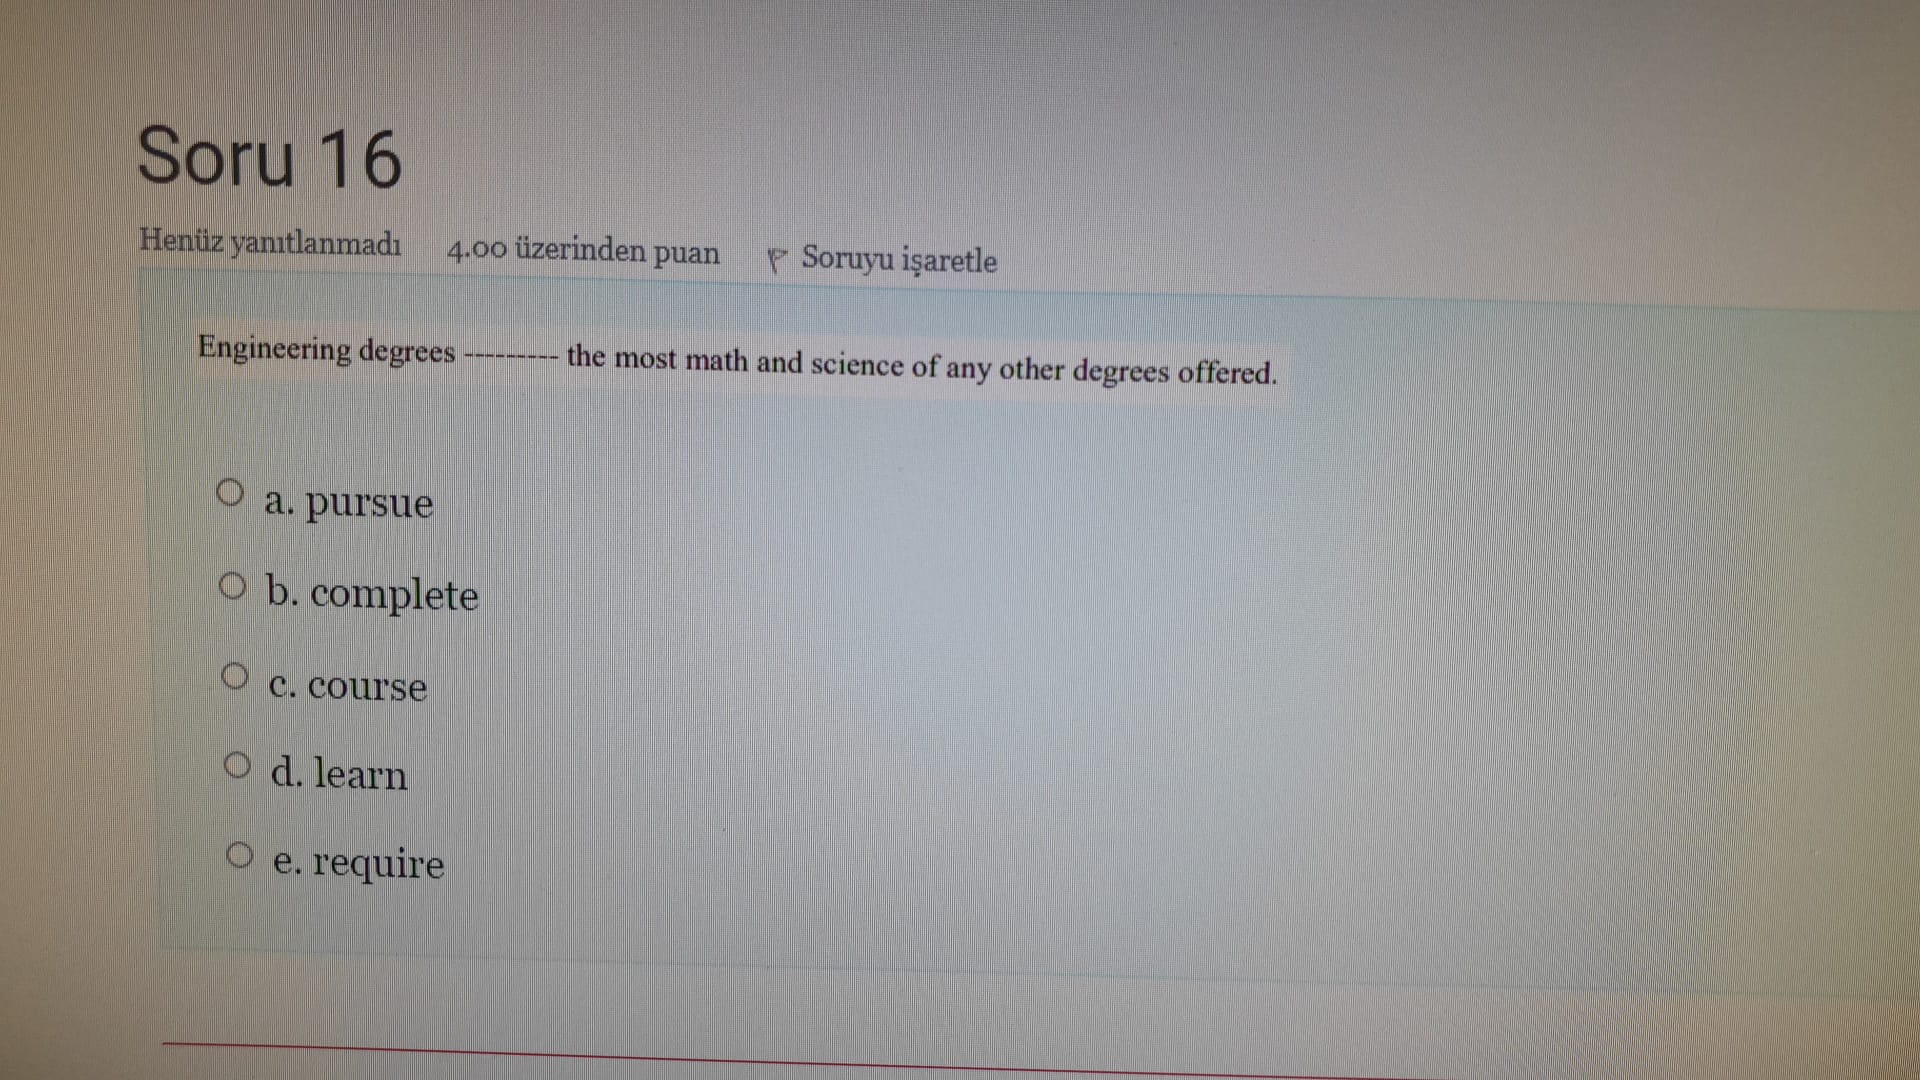 Soru 16
Henüz yanıtlanmadı 4.00 üzerinden puan Soruyu işaretle
Engineering degrees --------- the most math and science of any other degrees offered.
a. pursue
b. complete
c. course
d. learn
e. require